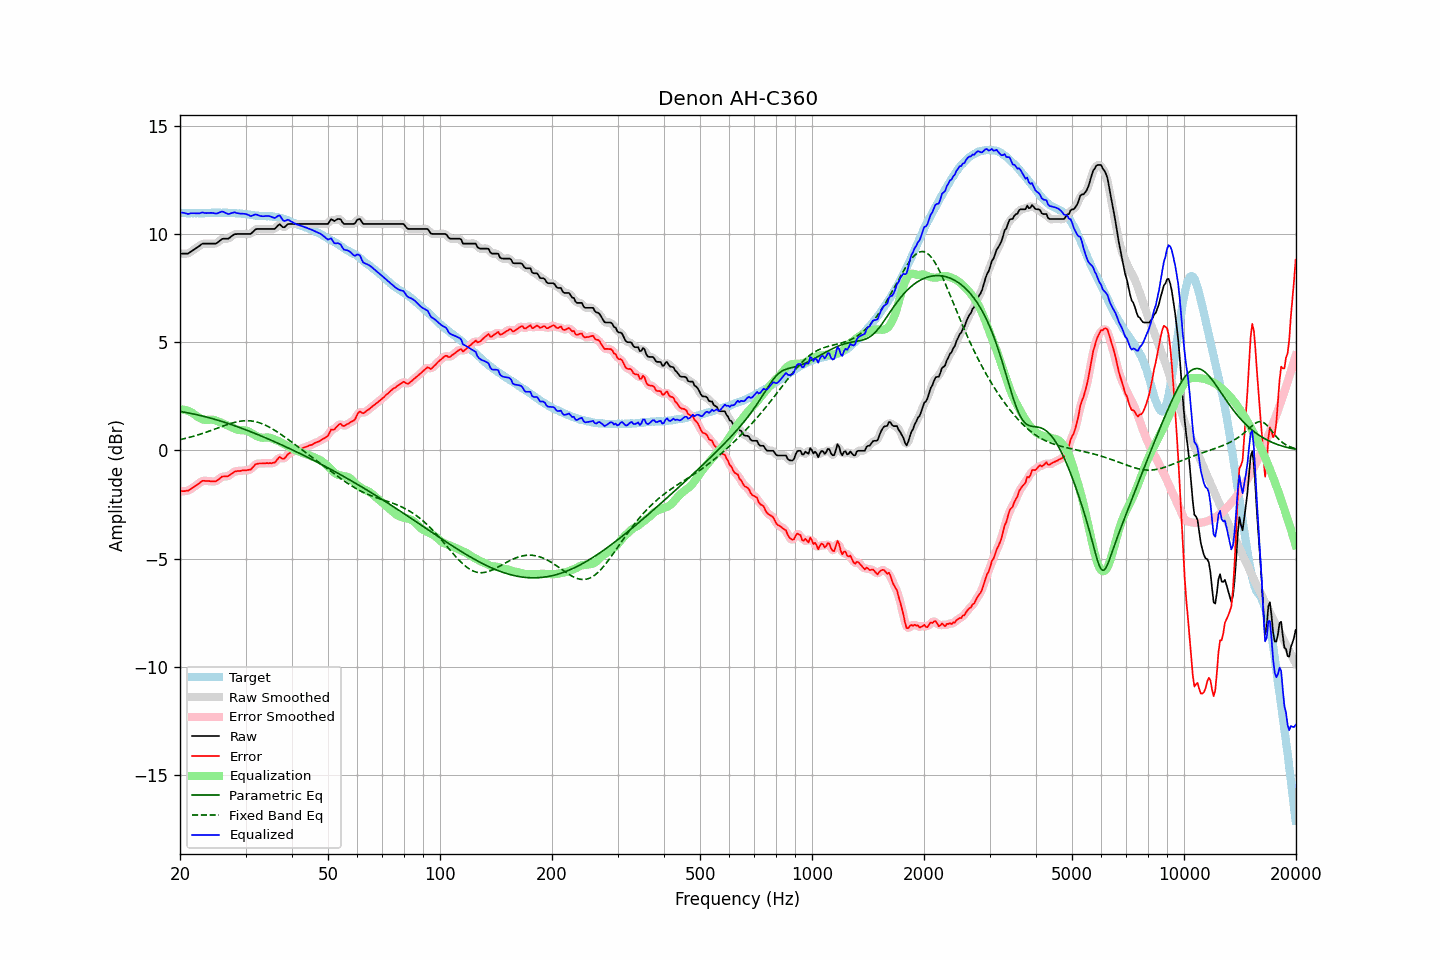 Denon AH-C360
Amplitude (dBr)
15
10
5
0
−5
−10
−15
Target
Raw Smoothed
Error Smoothed
Raw
Error
Equalization
Parametric Eq
Fixed Band Eq
Equalized
20 50 100 200 500 1000 2000 5000 10000 20000
Frequency (Hz)